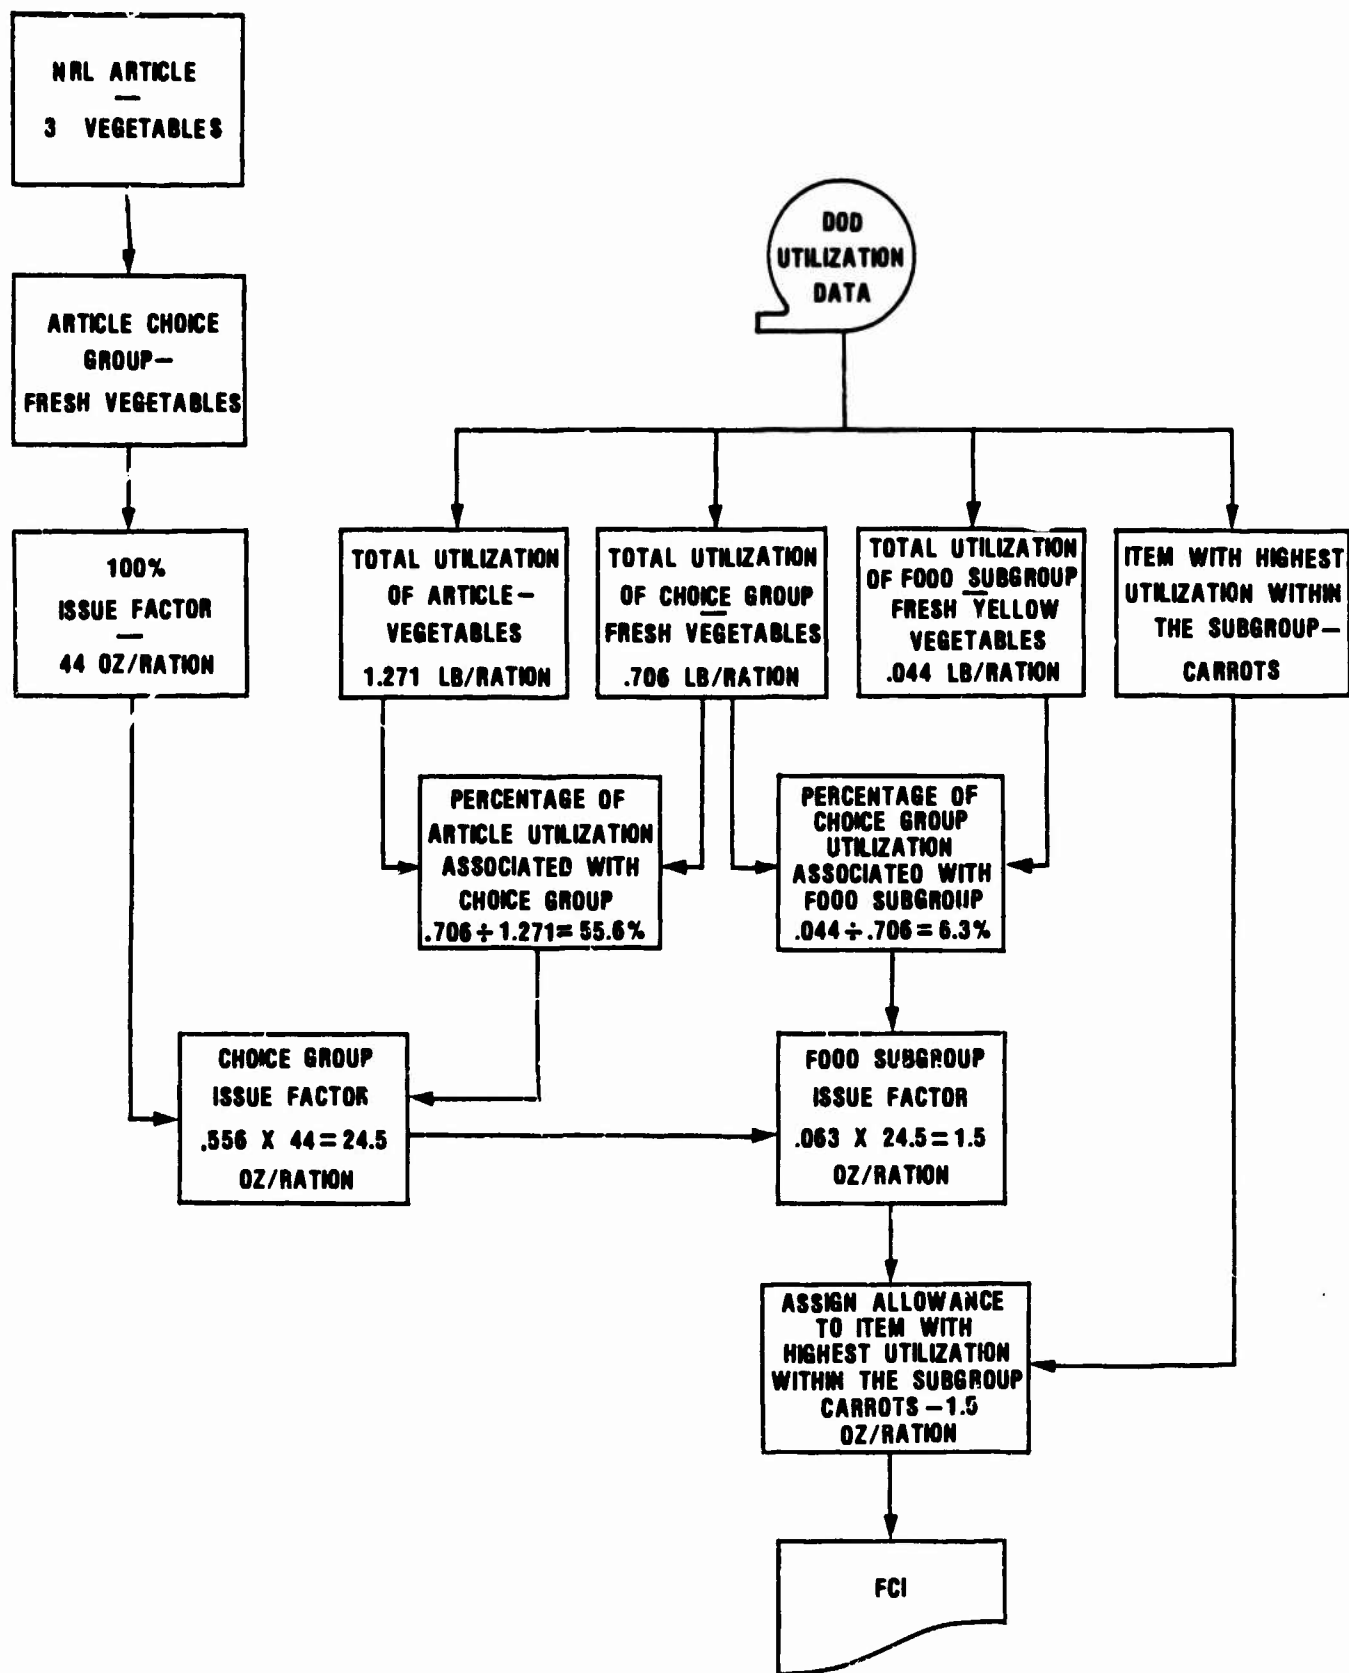 NRL ARTICLE
—
3 VEGETABLES
ARTICLE CHOICE
GROUP—
FRESH VEGETABLES
100%
ISSUE FACTOR
—
44 OZ/RATION
DOD
UTILIZATION
DATA
TOTAL UTILIZATION
OF ARTICLE—
VEGETABLES
1.271 LB/RATION
TOTAL UTILIZATION
OF CHOICE GROUP
—
FRESH VEGETABLES
.706 LB/RATION
TOTAL UTILIZATION
OF FOOD SUBGROUP
—
FRESH YELLOW
VEGETABLES
.044 LB/RATION
ITEM WITH HIGHEST
UTILIZATION WITHIN
THE SUBGROUP—
CARROTS
PERCENTAGE OF
ARTICLE UTILIZATION
ASSOCIATED WITH
CHOICE GROUP
.706÷1.271=55.6%
PERCENTAGE OF
CHOICE GROUP
UTILIZATION
ASSOCIATED WITH
FOOD SUBGROUP
.044÷.706=6.3%
CHOICE GROUP
ISSUE FACTOR
.556 X 44=24.5
OZ/RATION
FOOD SUBGROUP
ISSUE FACTOR
.063 X 24.5=1.5
OZ/RATION
ASSIGN ALLOWANCE
TO ITEM WITH
HIGHEST UTILIZATION
WITHIN THE SUBGROUP
CARROTS—1.5
OZ/RATION
FCI